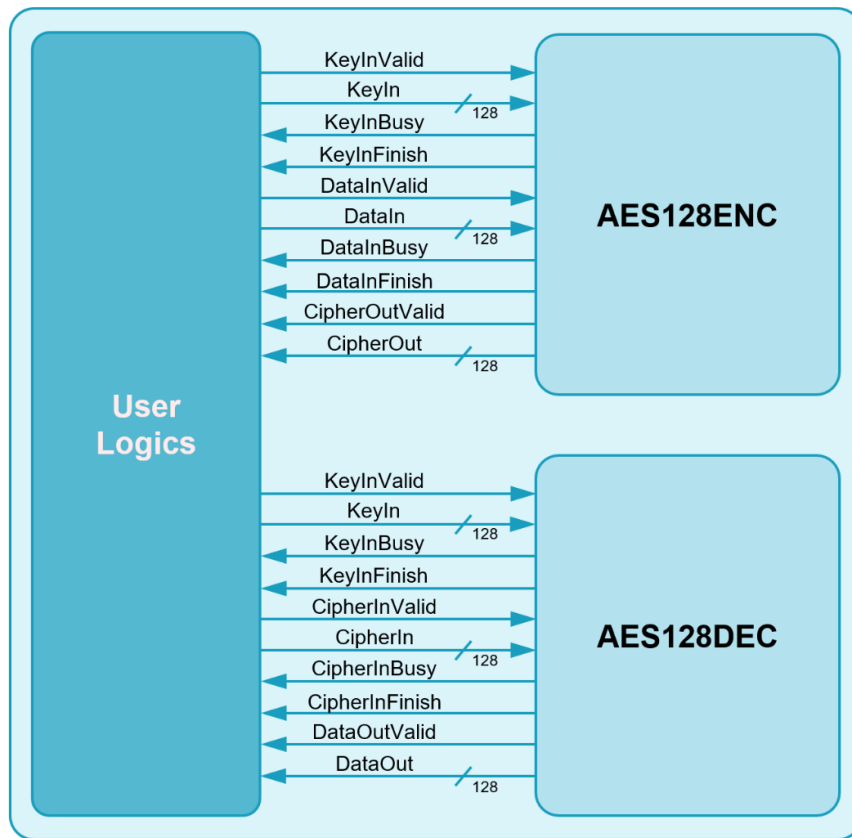 KeyInValid
KeyIn
128
KeyInBusy
KeyInFinish
DataInValid
DataIn
128
DataInBusy
DataInFinish
CipherOutValid
CipherOut
128
AES128ENC
User
Logics
KeyInValid
KeyIn
128
KeyInBusy
KeyInFinish
CipherInValid
CipherIn
128
CipherInBusy
CipherInFinish
DataOutValid
DataOut
128
AES128DEC